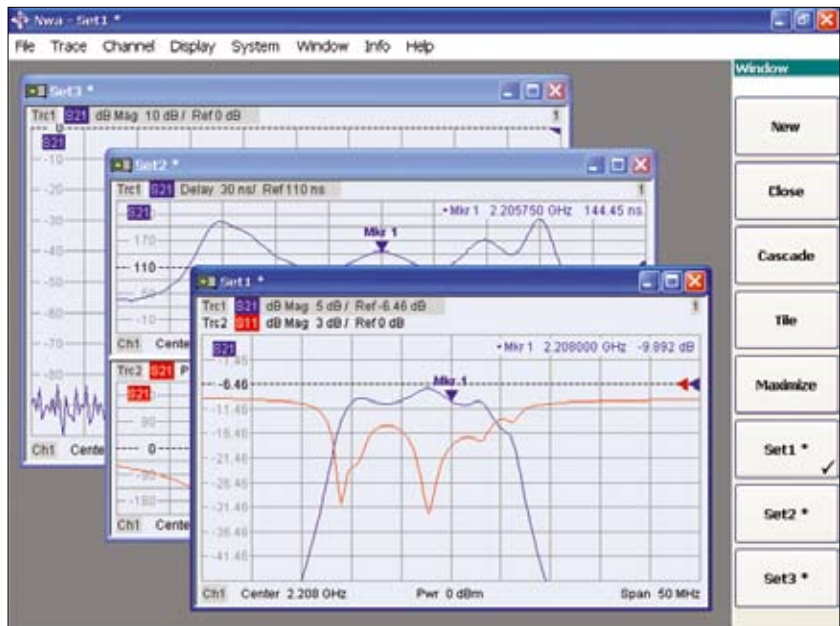 Nwa - Set1 *
File Trace Channel Display System Window Info Help
Window
New
Close
Cascade
Tile
Maximize
Set1 *
Set2 *
Set3 *
Set3 *
Trc1 S21 dB Mag 10 dB / Ref 0 dB 1
S21
-10
-20
-30
-40
-50
-60
-70
-80
Ch1 Cente
Set2 *
Trc1 S21 Delay 30 ns/ Ref 110 ns 1
S21
•Mkr 1 2.205750 GHz 144.45 ns
Mkr 1
170
110
50
-10
Ch1 Cente
Trc2 S21 P
S21
90
0
-90
-180
Ch1 Cente
Set1 *
Trc1 S21 dB Mag 5 dB / Ref -6.46 dB 1
Trc2 S11 dB Mag 3 dB / Ref 0 dB
S21
•Mkr 1 2.208000 GHz -9.892 dB
-1.46
Mkr 1
-6.46
-11.46
-16.46
-21.46
-26.46
-31.46
-36.46
-41.46
Ch1 Center 2.208 GHz Pwr 0 dBm Span 50 MHz